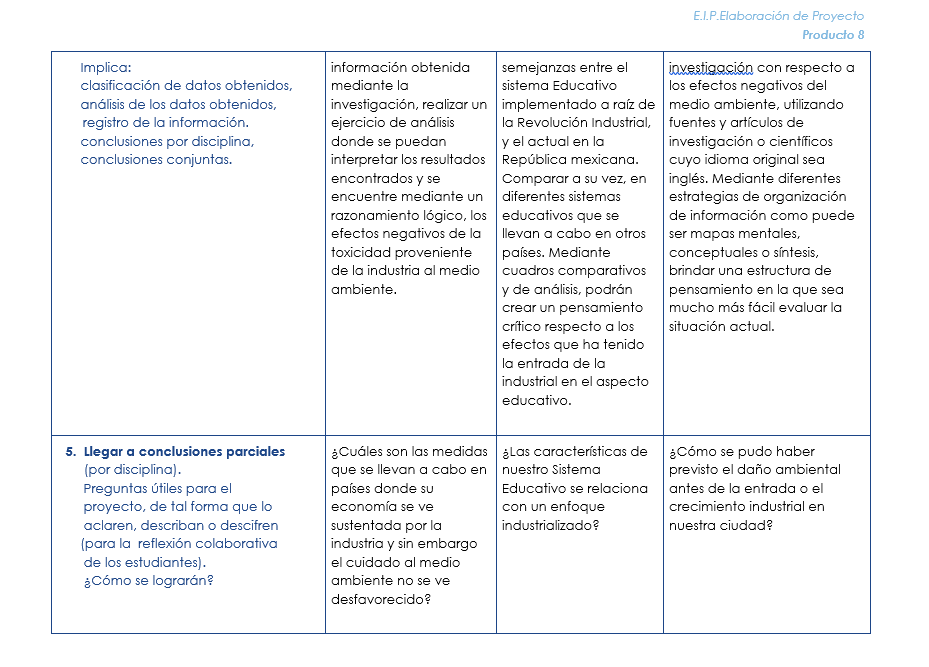 E.I.P.Elaboración de Proyecto
Producto 8
Implica:
clasificación de datos obtenidos,
análisis de los datos obtenidos,
registro de la información.
conclusiones por disciplina,
conclusiones conjuntas.
información obtenida
mediante la
investigación, realizar un
ejercicio de análisis
donde se puedan
interpretar los resultados
encontrados y se
encuentre mediante un
razonamiento lógico, los
efectos negativos de la
toxicidad proveniente
de la industria al medio
ambiente.
semejanzas entre el
sistema Educativo
implementado a raíz de
la Revolución Industrial,
y el actual en la
República mexicana.
Comparar a su vez, en
diferentes sistemas
educativos que se
llevan a cabo en otros
países. Mediante
cuadros comparativos
y de análisis, podrán
crear un pensamiento
crítico respecto a los
efectos que ha tenido
la entrada de la
industrial en el aspecto
educativo.
investigación con respecto a
los efectos negativos del
medio ambiente, utilizando
fuentes y artículos de
investigación o científicos
cuyo idioma original sea
inglés. Mediante diferentes
estrategias de organización
de información como puede
ser mapas mentales,
conceptuales o síntesis,
brindar una estructura de
pensamiento en la que sea
mucho más fácil evaluar la
situación actual.
5. Llegar a conclusiones parciales
(por disciplina).
Preguntas útiles para el
proyecto, de tal forma que lo
aclaren, describan o descifren
(para la reflexión colaborativa
de los estudiantes).
¿Cómo se lograrán?
¿Cuáles son las medidas
que se llevan a cabo en
países donde su
economía se ve
sustentada por la
industria y sin embargo
el cuidado al medio
ambiente no se ve
desfavorecido?
¿Las características de
nuestro Sistema
Educativo se relaciona
con un enfoque
industrializado?
¿Cómo se pudo haber
previsto el daño ambiental
antes de la entrada o el
crecimiento industrial en
nuestra ciudad?